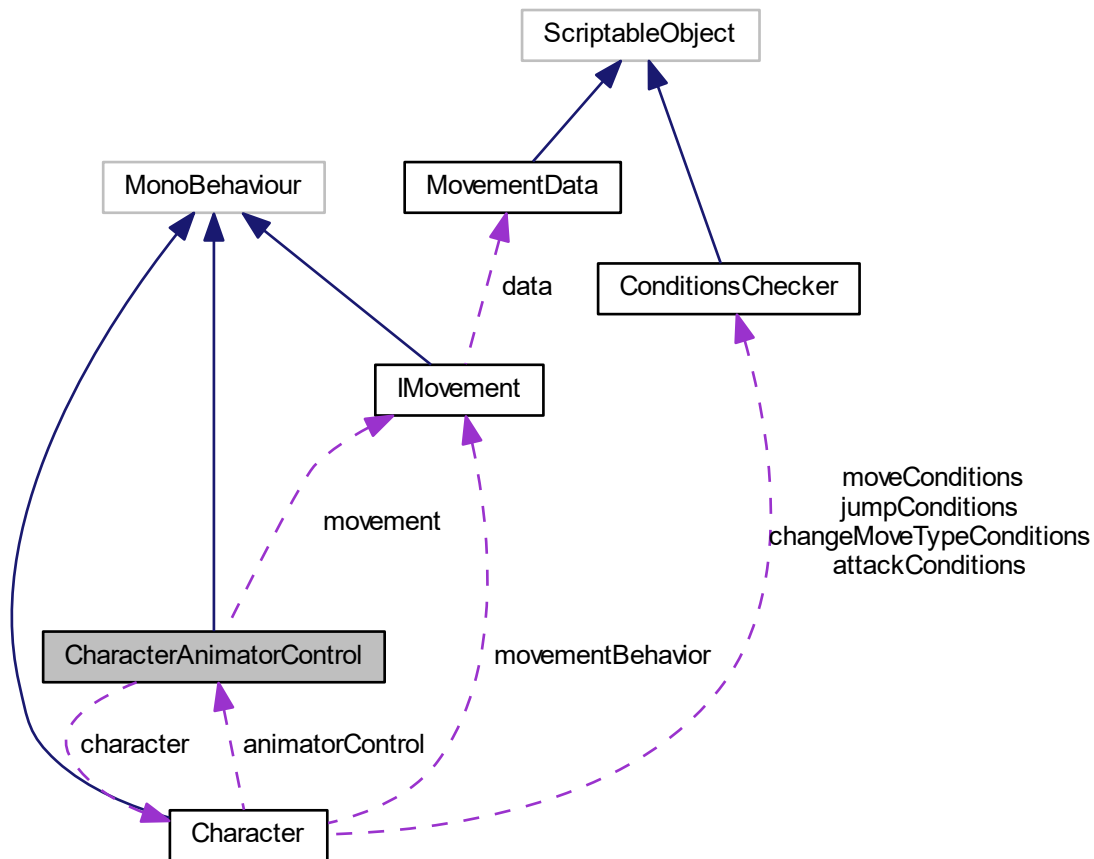 ScriptableObject
MonoBehaviour
MovementData
data
ConditionsChecker
IMovement
moveConditions
jumpConditions
changeMoveTypeConditions
attackConditions
movement
CharacterAnimatorControl
movementBehavior
character
animatorControl
Character